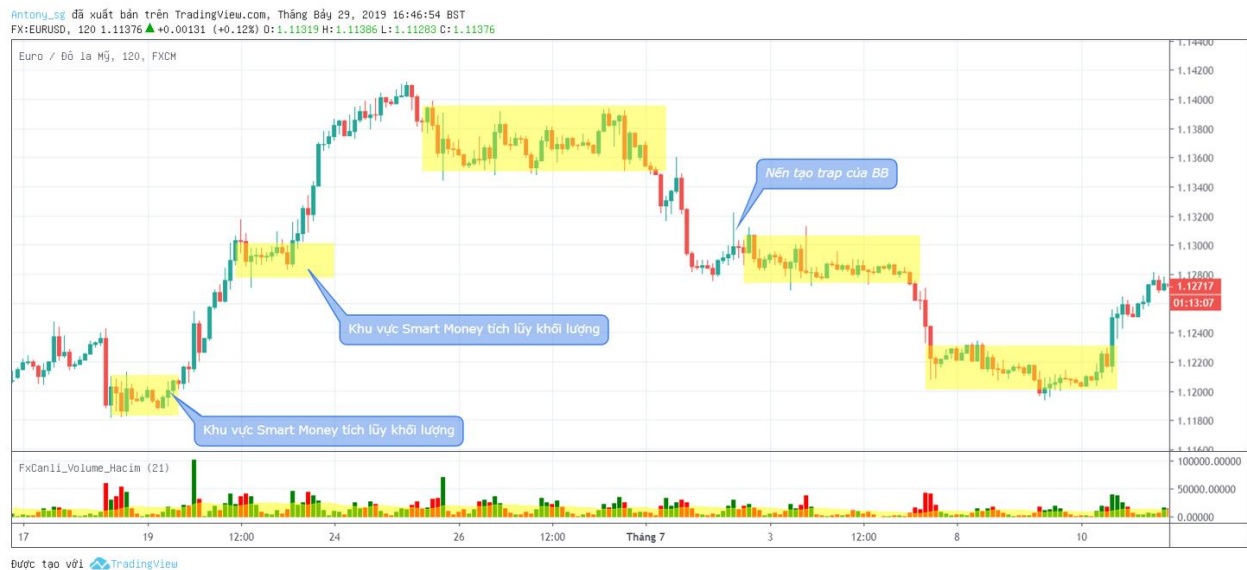 Antony_sg đã xuất bản trên TradingView.com, Tháng Bảy 29, 2019 16:46:54 BST
FX:EURUSD, 120 1.11376 ▲ +0.00131 (+0.12%) O:1.11319 H:1.11386 L:1.11283 C:1.11376
Euro / Đô la Mỹ, 120, FXCM
1.14400
1.14200
1.14000
1.13800
1.13600
Nến tạo trap của BB
1.13400
1.13200
1.13000
1.12800
1.12717
01:13:07
Khu vực Smart Money tích lũy khối lượng
1.12400
1.12200
1.12000
Khu vực Smart Money tích lũy khối lượng
1.11800
1.11600
FxCanli_Volume_Hacim (21)
100000.00000
50000.00000
0.00000
17 19 12:00 24 26 12:00 Tháng 7 3 12:00 8 10
Được tạo với TradingView